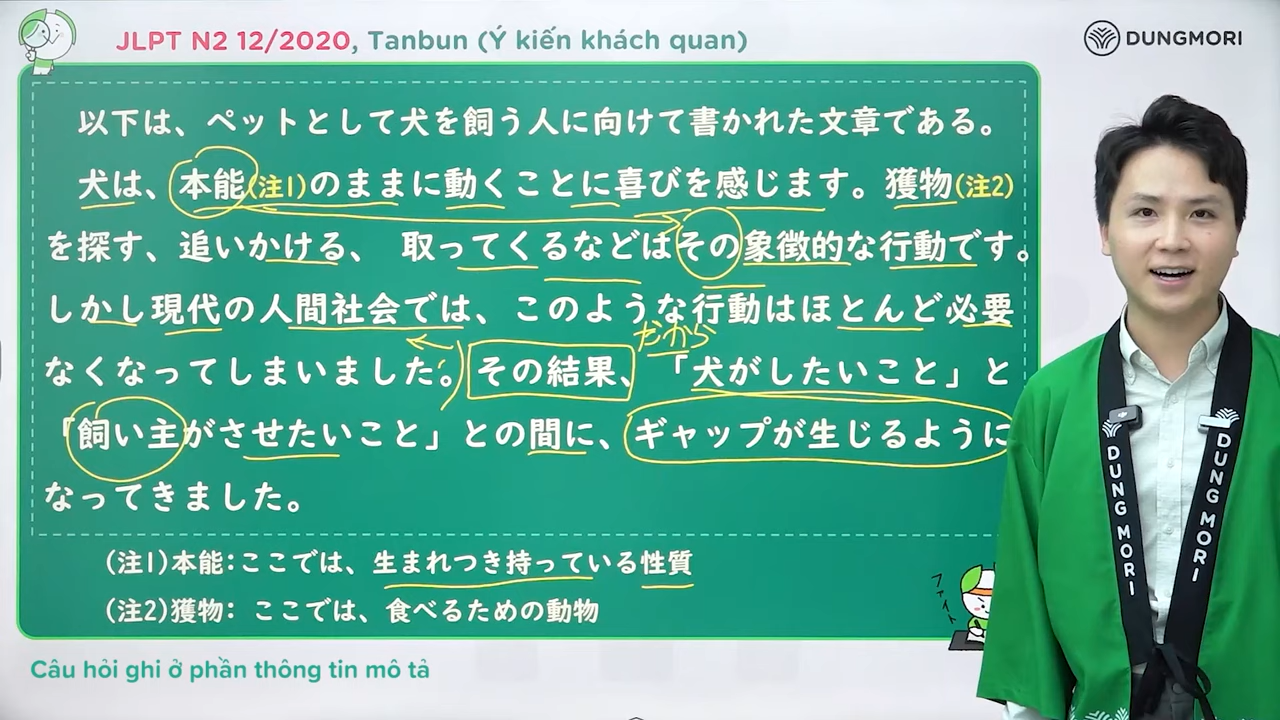 JLPT N2 12/2020, Tanbun (Ý kiến khách quan)
DUNGMORI
以下は、ペットとして犬を飼う人に向けて書かれた文章である。
犬は、本能(注1)のままに動くことに喜びを感じます。獲物(注2)
を探す、追いかける、 取ってくるなどはその象徴的な行動です。
しかし現代の人間社会では、このような行動はほとんど必要
だから
なくなってしまいました。その結果、「犬がしたいこと」と
「飼い主がさせたいこと」との間に、ギャップが生じるように
なってきました。
(注1)本能:ここでは、生まれつき持っている性質
(注2)獲物: ここでは、食べるための動物
ファイト
Câu hỏi ghi ở phần thông tin mô tả
DUNG MORI
DUNG MORI